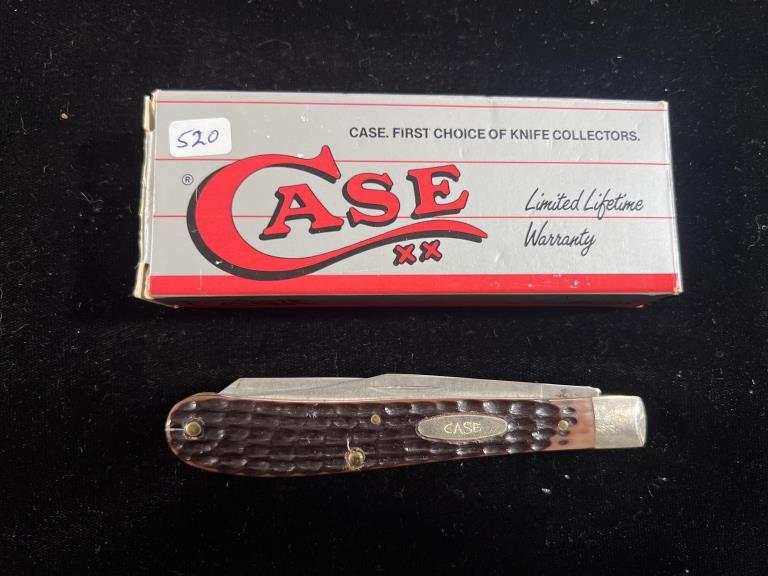 520
CASE. FIRST CHOICE OF KNIFE COLLECTORS.
® CASE
XX
Limited Lifetime
Warranty
CASE